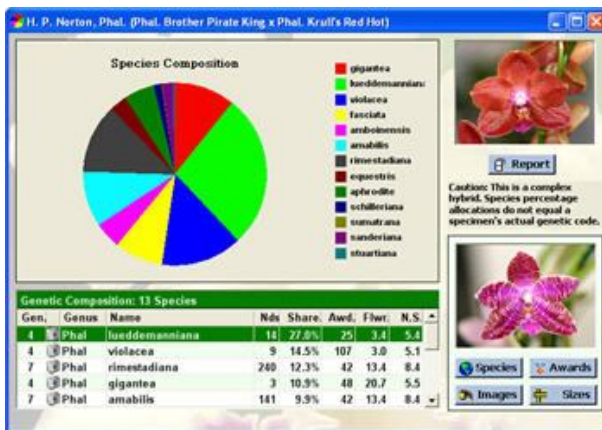 H. P. Norton, Phal. (Phal. Brother Pirate King x Phal. Krull's Red Hot)
Species Composition
gigantea
lueddemanniana
violacea
fasciata
amboinensis
amabilis
rimestadiana
equestris
aphrodite
schilleriana
sumatrana
sanderiana
stuartiana
Report
Caution: This is a complex
hybrid. Species percentage
allocations do not equal a
specimen's actual genetic code.
Genetic Composition: 13 Species
Gen. Genus Name Nds Share. Awd. Flwr. N.S.
4 Phal lueddemanniana 14 27.0% 25 3.4 5.4
4 Phal violacea 9 14.5% 107 3.0 5.1
7 Phal rimestadiana 240 12.3% 42 13.4 8.4
4 Phal gigantea 3 10.9% 48 20.7 5.5
7 Phal amabilis 141 9.9% 42 13.4 8.4
Species Awards
Images Sizes